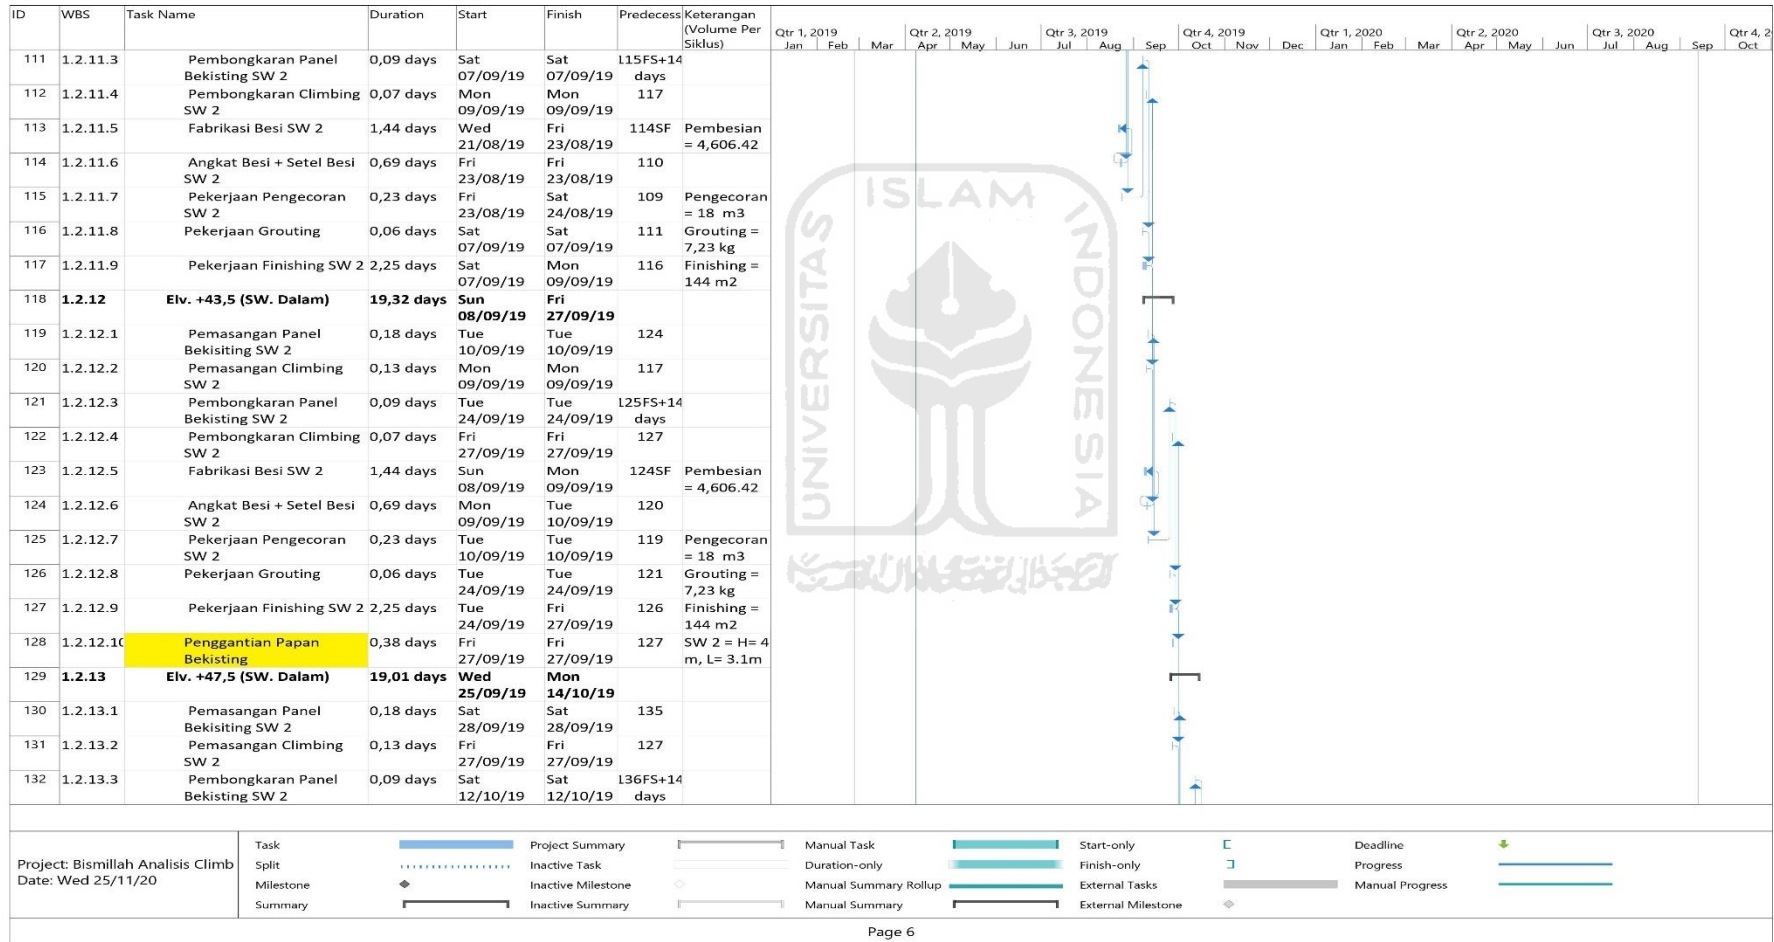 ID WBS Task Name Duration Start Finish Predecess Keterangan
(Volume Per
Siklus)
Qtr 1, 2019 Qtr 2, 2019 Qtr 3, 2019 Qtr 4, 2019 Qtr 1, 2020 Qtr 2, 2020 Qtr 3, 2020 Qtr 4, 2
Jan Feb Mar Apr May Jun Jul Aug Sep Oct Nov Dec Jan Feb Mar Apr May Jun Jul Aug Sep Oct
111 1.2.11.3 Pembongkaran Panel 0,09 days Sat Sat 115FS+14
Bekisting SW 2 07/09/19 07/09/19 days
112 1.2.11.4 Pembongkaran Climbing 0,07 days Mon Mon 117
SW 2 09/09/19 09/09/19
113 1.2.11.5 Fabrikasi Besi SW 2 1,44 days Wed Fri 114SF Pembesian
21/08/19 23/08/19 = 4,606.42
114 1.2.11.6 Angkat Besi + Setel Besi 0,69 days Fri Fri 110
SW 2 23/08/19 23/08/19
115 1.2.11.7 Pekerjaan Pengecoran 0,23 days Fri Sat 109 Pengecoran
SW 2 23/08/19 24/08/19 = 18 m3
116 1.2.11.8 Pekerjaan Grouting 0,06 days Sat Sat 111 Grouting =
07/09/19 07/09/19 7,23 kg
117 1.2.11.9 Pekerjaan Finishing SW 2 2,25 days Sat Mon 116 Finishing =
07/09/19 09/09/19 144 m2
118 1.2.12 Elv. +43,5 (SW. Dalam) 19,32 days Sun Fri
08/09/19 27/09/19
119 1.2.12.1 Pemasangan Panel 0,18 days Tue Tue 124
Bekisiting SW 2 10/09/19 10/09/19
120 1.2.12.2 Pemasangan Climbing 0,13 days Mon Mon 117
SW 2 09/09/19 09/09/19
121 1.2.12.3 Pembongkaran Panel 0,09 days Tue Tue 125FS+14
Bekisting SW 2 24/09/19 24/09/19 days
122 1.2.12.4 Pembongkaran Climbing 0,07 days Fri Fri 127
SW 2 27/09/19 27/09/19
123 1.2.12.5 Fabrikasi Besi SW 2 1,44 days Sun Mon 124SF Pembesian
08/09/19 09/09/19 = 4,606.42
124 1.2.12.6 Angkat Besi + Setel Besi 0,69 days Mon Tue 120
SW 2 09/09/19 10/09/19
125 1.2.12.7 Pekerjaan Pengecoran 0,23 days Tue Tue 119 Pengecoran
SW 2 10/09/19 10/09/19 = 18 m3
126 1.2.12.8 Pekerjaan Grouting 0,06 days Tue Tue 121 Grouting =
24/09/19 24/09/19 7,23 kg
127 1.2.12.9 Pekerjaan Finishing SW 2 2,25 days Tue Fri 126 Finishing =
24/09/19 27/09/19 144 m2
128 1.2.12.10 Penggantian Papan 0,38 days Fri Fri 127 SW 2 = H= 4
Bekisting 27/09/19 27/09/19 m, L= 3.1m
129 1.2.13 Elv. +47,5 (SW. Dalam) 19,01 days Wed Mon
25/09/19 14/10/19
130 1.2.13.1 Pemasangan Panel 0,18 days Sat Sat 135
Bekisiting SW 2 28/09/19 28/09/19
131 1.2.13.2 Pemasangan Climbing 0,13 days Fri Fri 127
SW 2 27/09/19 27/09/19
132 1.2.13.3 Pembongkaran Panel 0,09 days Sat Sat 136FS+14
Bekisting SW 2 12/10/19 12/10/19 days
UNIVERSITAS
ISLAM
INDONESIA
Project: Bismillah Analisis Climb
Date: Wed 25/11/20
Task Project Summary Manual Task Start-only Deadline
Split Inactive Task Duration-only Finish-only Progress
Milestone Inactive Milestone Manual Summary Rollup External Tasks Manual Progress
Summary Inactive Summary Manual Summary External Milestone
Page 6